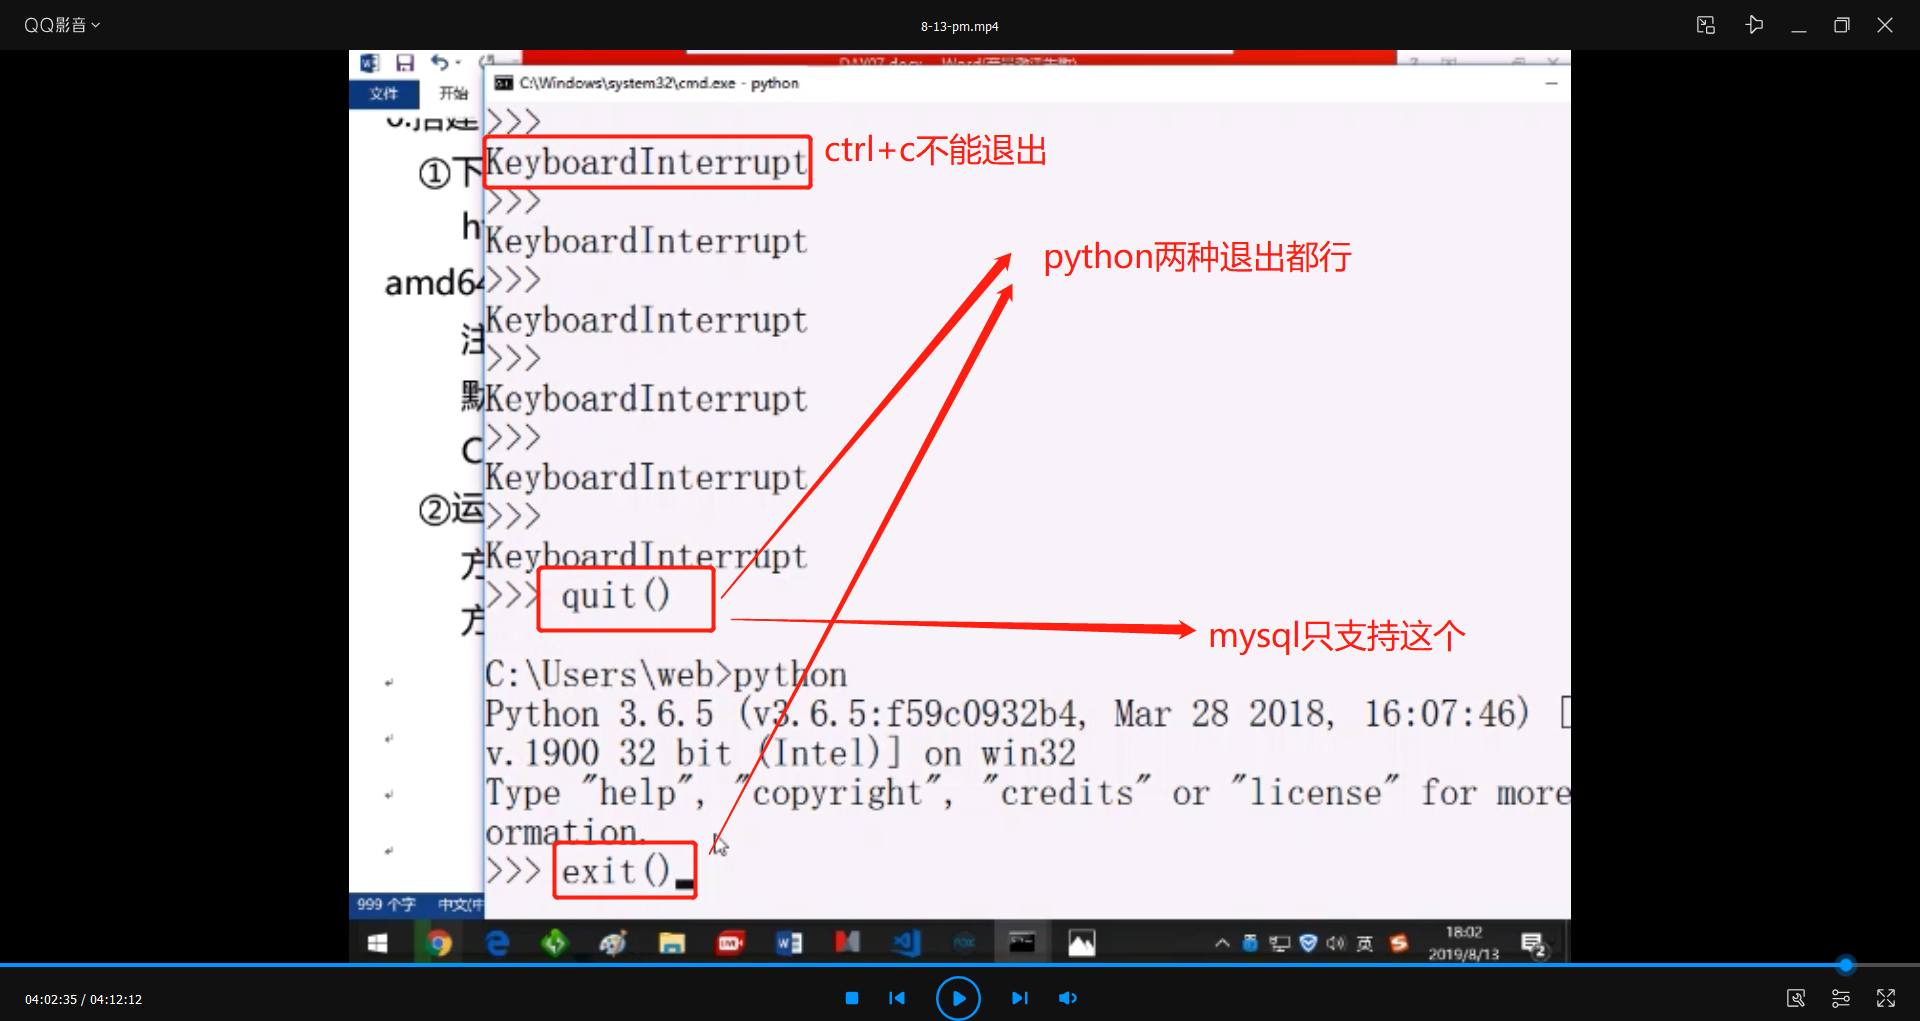 QQ影音
8-13-pm.mp4
文件
开始
C:\Windows\system32\cmd.exe - python
>>>
KeyboardInterrupt
ctrl+c不能退出
①下
>>>
KeyboardInterrupt
python两种退出都行
amd64
>>>
KeyboardInterrupt
注
>>>
默
KeyboardInterrupt
>>>
C
KeyboardInterrupt
②运
>>>
方
KeyboardInterrupt
>>> quit()
方
mysql只支持这个
C:\Users\web>python
Python 3.6.5 (v3.6.5:f59c0932b4, Mar 28 2018, 16:07:46) [
v.1900 32 bit (Intel)] on win32
Type "help", "copyright", "credits" or "license" for more
ormation.
>>> exit()
999 个字
中文(中
英
18:02
2019/8/13
2
04:02:35 / 04:12:12